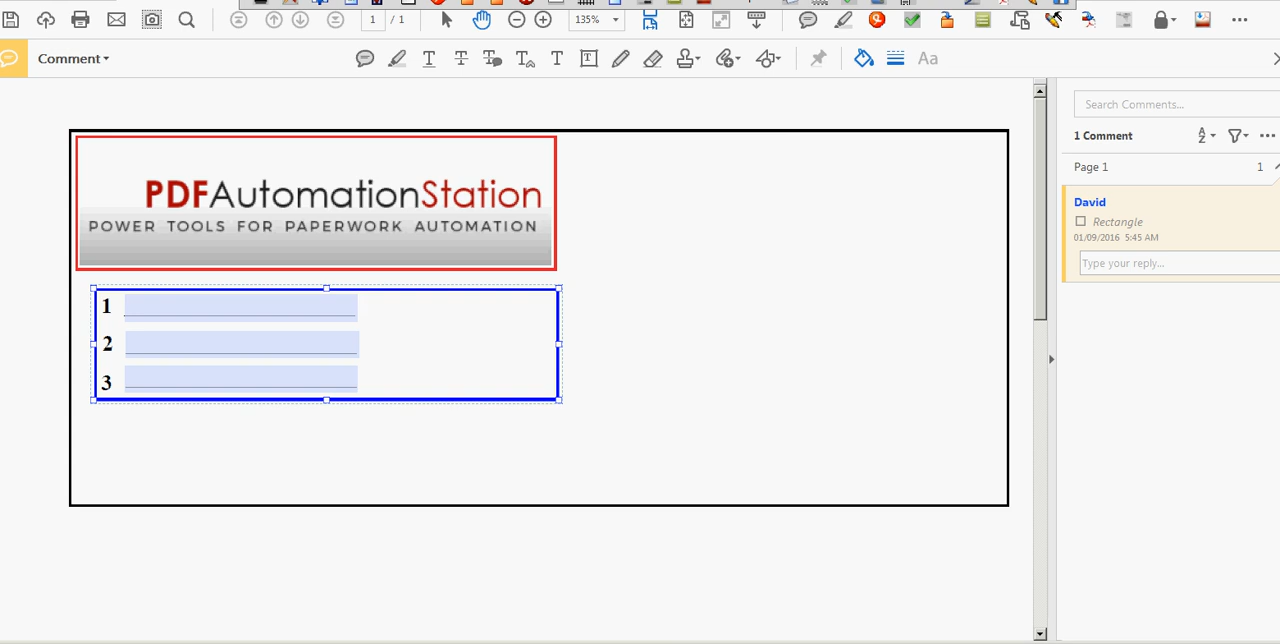 1 / 1
135%
Comment
Aa
Search Comments...
1 Comment
Page 1 1
David
Rectangle
01/09/2016 5:45 AM
Type your reply...
PDFAutomationStation
POWER TOOLS FOR PAPERWORK AUTOMATION
1
2
3